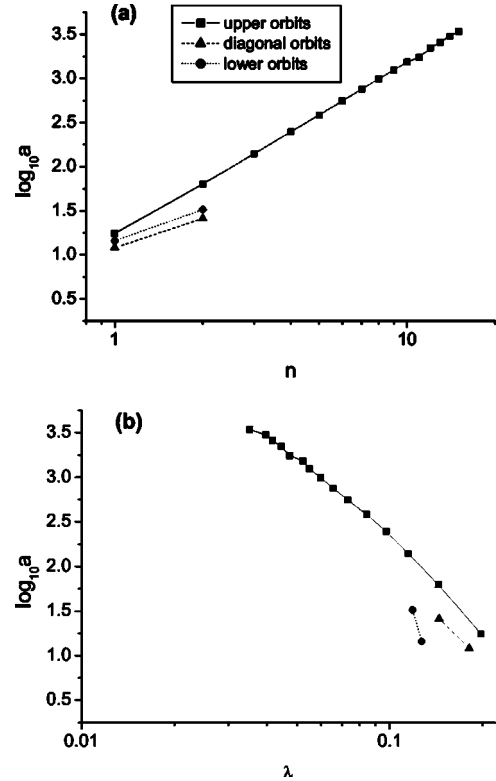 (a)
upper orbits
diagonal orbits
lower orbits
3.5
3.0
2.5
2.0
1.5
1.0
0.5
log₁₀a
1 10
n
(b)
3.5
3.0
2.5
2.0
1.5
1.0
0.5
log₁₀a
0.01 0.1
λ